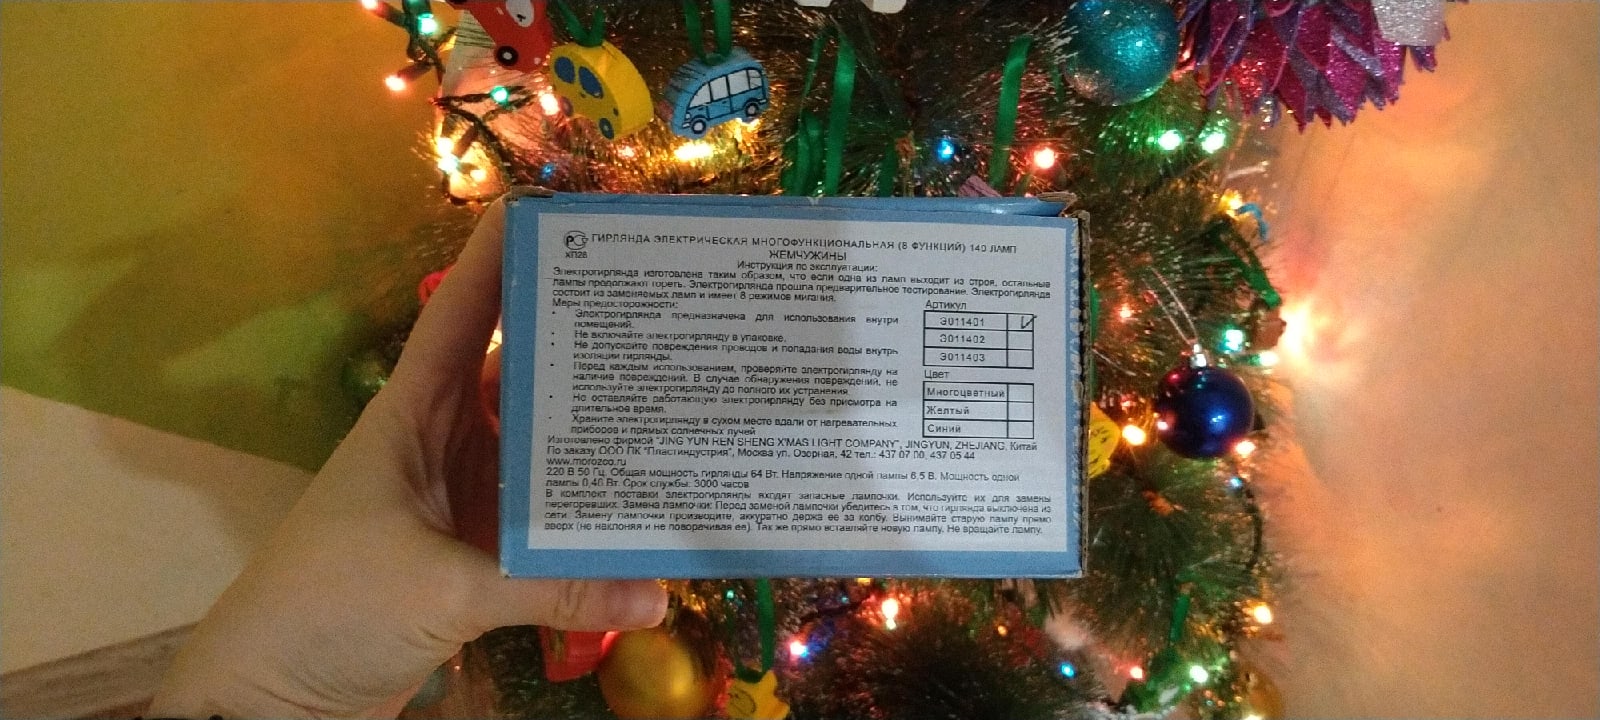 РСТ ГИРЛЯНДА ЭЛЕКТРИЧЕСКАЯ МНОГОФУНКЦИОНАЛЬНАЯ (8 ФУНКЦИЙ) 140 ЛАМП
ХП28 ЖЕМЧУЖИНЫ
Инструкция по эксплуатации:
Электрогирлянда изготовлена таким образом, что если одна из ламп выходит из строя, остальные
лампы продолжают гореть. Электрогирлянда прошла предварительное тестирование. Электрогирлянда
состоит из заменяемых ламп и имеет 8 режимов мигания.
Меры предосторожности:
• Электрогирлянда предназначена для использования внутри
помещений.
• Не включайте электрогирлянду в упаковке.
• Не допускайте повреждения проводов и попадания воды внутрь
изоляции гирлянды.
• Перед каждым использованием, проверяйте электрогирлянду на
наличие повреждений. В случае обнаружения повреждений, не
используйте электрогирлянду до полного их устранения.
• Не оставляйте работающую электрогирлянду без присмотра на
длительное время.
• Храните электрогирлянду в сухом месте вдали от нагревательных
приборов и прямых солнечных лучей
Артикул
Э011401
Э011402
Э011403
Цвет
Многоцветный
Желтый
Синий
Изготовлено фирмой "JING YUN REN SHENG X'MAS LIGHT COMPANY", JINGYUN, ZHEJIANG, Китай
По заказу ООО ПК "Пластиндустрия", Москва ул. Озорная, 42 тел.: 437 07 00, 437 05 44
www.morozco.ru
220 В 50 Гц. Общая мощность гирлянды 64 Вт. Напряжение одной лампы 6,5 В. Мощность одной
лампы 0,46 Вт. Срок службы: 3000 часов
В комплект поставки электрогирлянды входят запасные лампочки. Используйте их для замены
перегоревших. Замена лампочки: Перед заменой лампочки убедитесь в том, что гирлянда выключена из
сети. Замену лампочки производите, аккуратно держа ее за колбу. Вынимайте старую лампу прямо
вверх (не наклоняя и не поворачивая ее). Так же прямо вставляйте новую лампу. Не вращайте лампу.